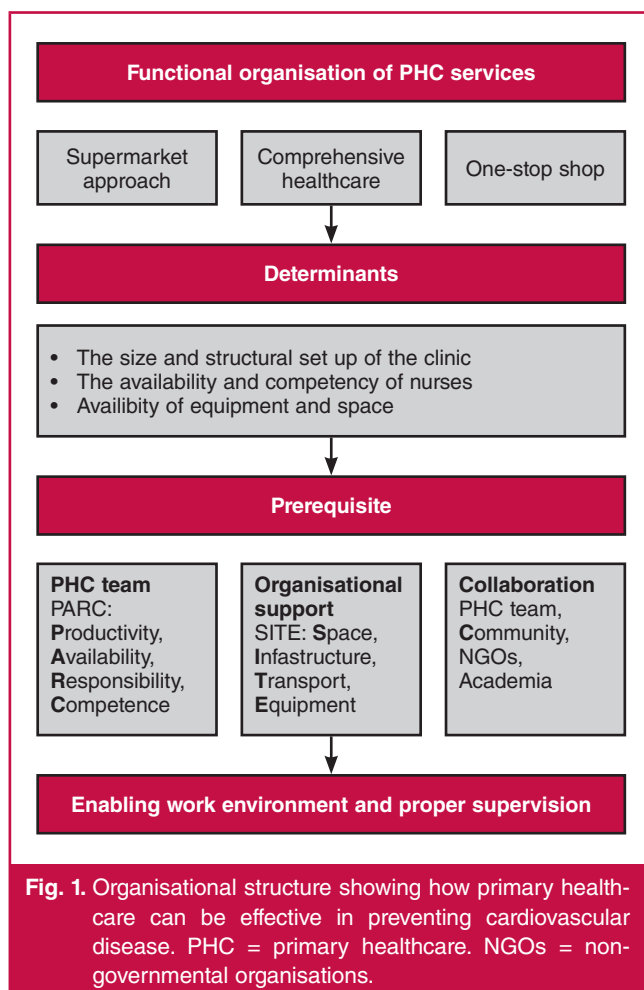 Functional organisation of PHC services
Supermarket
approach
Comprehensive
healthcare
One-stop shop
Determinants
• The size and structural set up of the clinic
• The availability and competency of nurses
• Availibity of equipment and space
Prerequisite
PHC team
PARC:
Productivity,
Availability,
Responsibility,
Competence
Organisational
support
SITE: Space,
Infastructure,
Transport,
Equipment
Collaboration
PHC team,
Community,
NGOs,
Academia
Enabling work environment and proper supervision
Fig. 1. Organisational structure showing how primary health-
care can be effective in preventing cardiovascular
disease. PHC = primary healthcare. NGOs = non-
governmental organisations.